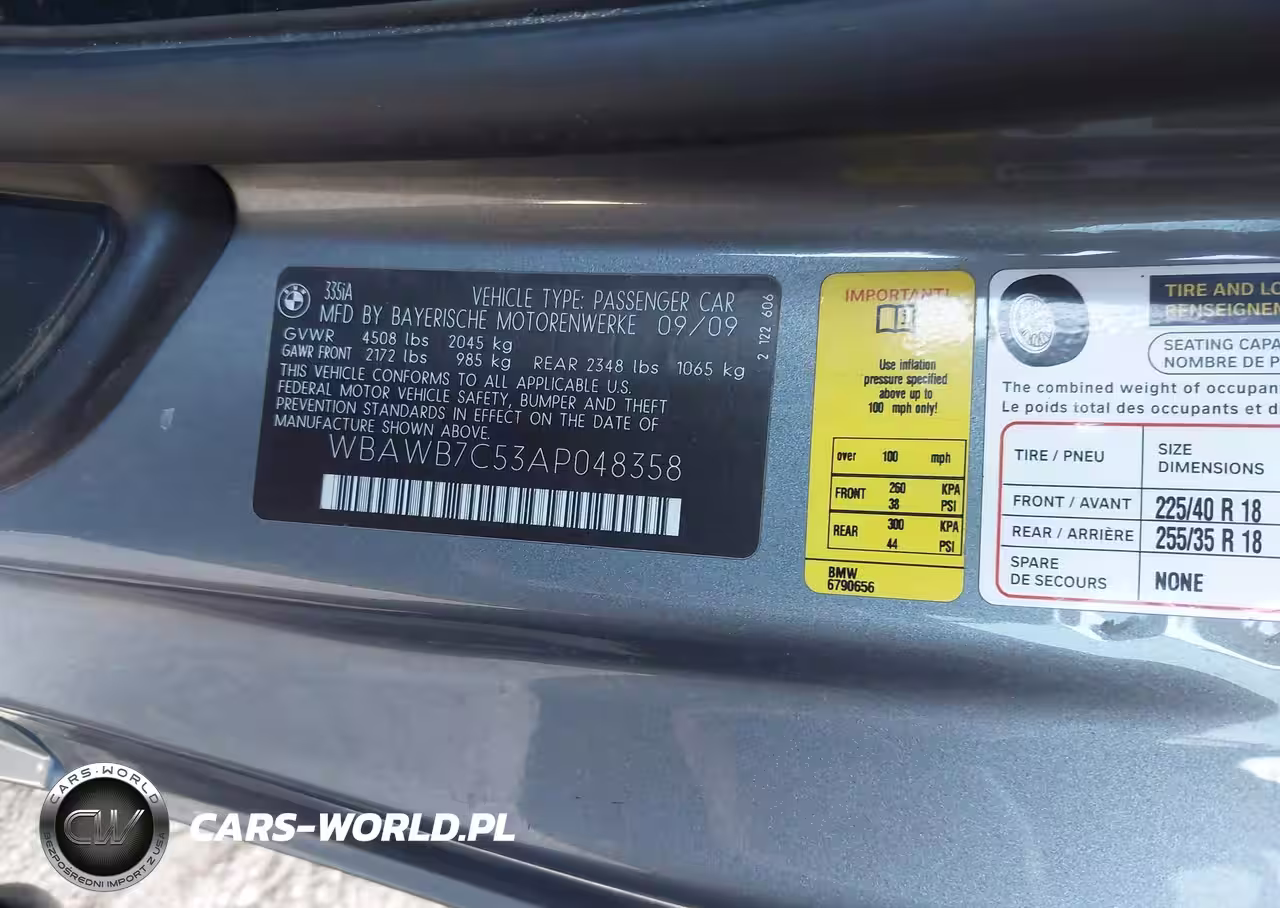 335iA
VEHICLE TYPE: PASSENGER CAR
MFD BY BAYERISCHE MOTORENWERKE 09/09
GVWR 4508 lbs 2045 kg
GAWR FRONT 2172 lbs 985 kg REAR 2348 lbs 1065 kg
THIS VEHICLE CONFORMS TO ALL APPLICABLE U.S.
FEDERAL MOTOR VEHICLE SAFETY, BUMPER AND THEFT
PREVENTION STANDARDS IN EFFECT ON THE DATE OF
MANUFACTURE SHOWN ABOVE.
WBAWB7C53AP048358
2 122 606
IMPORTANT!
Use inflation
pressure specified
above up to
100 mph only!
over 100 mph
FRONT 260 KPA
38 PSI
REAR 300 KPA
44 PSI
BMW
6790656
TIRE AND LO
RENSEIGNEN
SEATING CAPA
NOMBRE DE P
The combined weight of occupan
Le poids total des occupants et d
TIRE / PNEU
SIZE
DIMENSIONS
FRONT / AVANT 225/40 R 18
REAR / ARRIÈRE 255/35 R 18
SPARE
DE SECOURS
NONE
CARS-WORLD
CW
BEZPOŚREDNI IMPORT Z USA
CARS-WORLD.PL